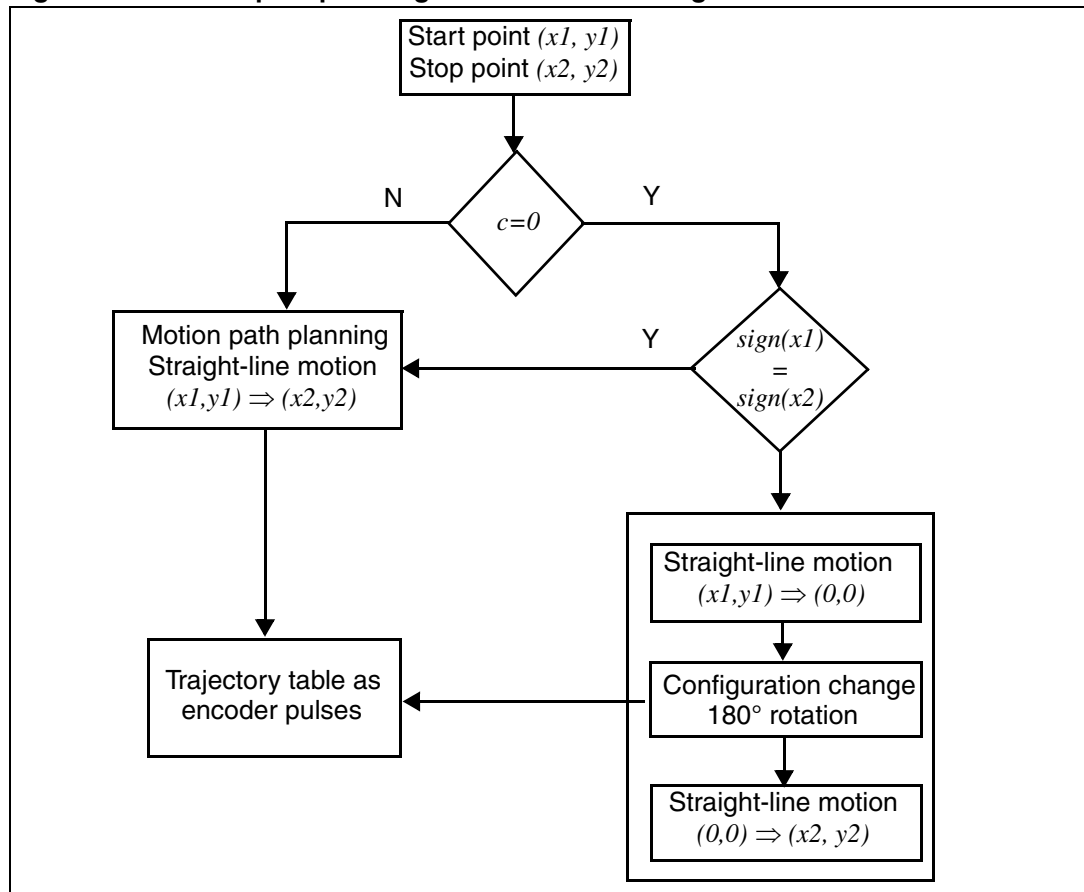 Start point (x1, y1)
Stop point (x2, y2)
N
Y
c=0
Motion path planning
Straight-line motion
(x1,y1) ⇒ (x2,y2)
Y
sign(x1)
=
sign(x2)
Straight-line motion
(x1,y1) ⇒ (0,0)
Trajectory table as
encoder pulses
Configuration change
180° rotation
Straight-line motion
(0,0) ⇒ (x2, y2)